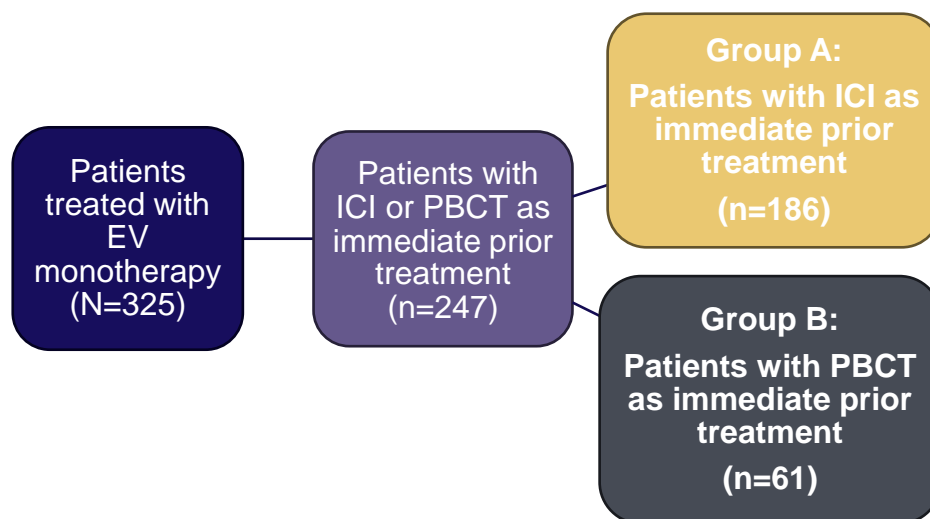 Patients
treated with
EV
monotherapy
(N=325)
Patients with
ICI or PBCT as
immediate prior
treatment
(n=247)
Group A:
Patients with ICI as
immediate prior
treatment
(n=186)
Group B:
Patients with PBCT
as immediate prior
treatment
(n=61)